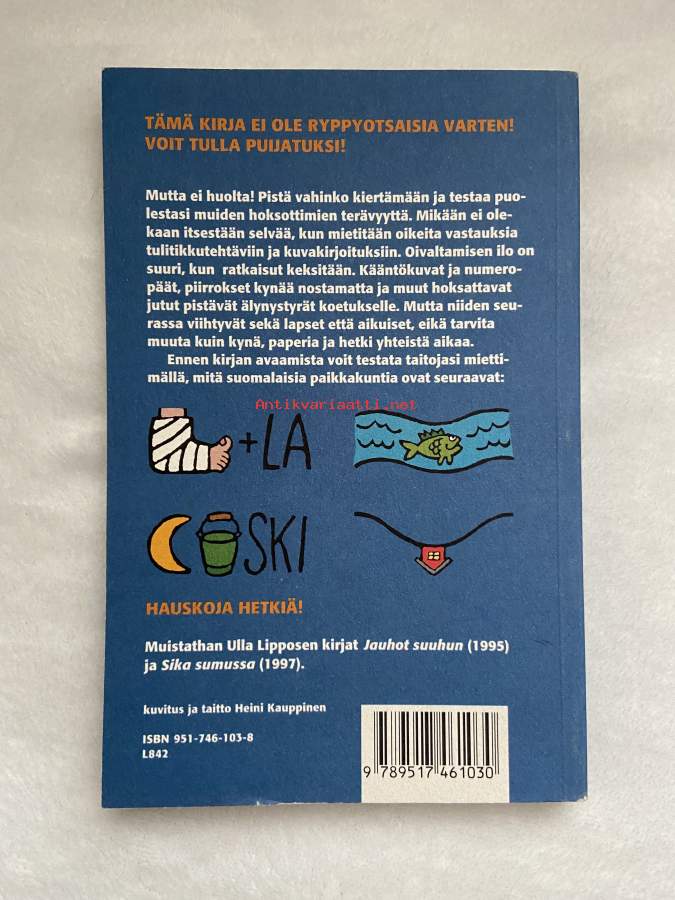 TÄMÄ KIRJA EI OLE RYPPYOTSAISIA VARTEN!
VOIT TULLA PUIJATUKSI!
Mutta ei huolta! Pistä vahinko kiertämään ja testaa puo-
lestasi muiden hoksottimien terävyyttä. Mikään ei ole-
kaan itsestään selvää, kun mietitään oikeita vastauksia
tulitikkutehtäviin ja kuvakirjoituksiin. Oivaltamisen ilo on
suuri, kun ratkaisut keksitään. Kääntökuvat ja numero-
päät, piirrokset kynää nostamatta ja muut hoksattavat
jutut pistävät älynystyrät koetukselle. Mutta niiden seu-
rassa viihtyvät sekä lapset että aikuiset, eikä tarvita
muuta kuin kynä, paperia ja hetki yhteistä aikaa.
Ennen kirjan avaamista voit testata taitojasi mietti-
mällä, mitä suomalaisia paikkakuntia ovat seuraavat:
Antikvariaatti.net
+LA
SKI
HAUSKOJA HETKIÄ!
Muistathan Ulla Lipposen kirjat Jauhot suuhun (1995)
ja Sika sumussa (1997).
kuvitus ja taitto Heini Kauppinen
ISBN 951-746-103-8
L842
9 789517 461030